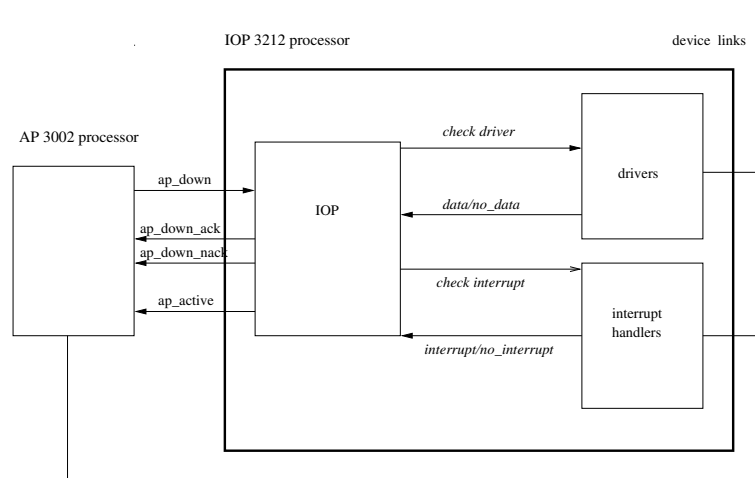 IOP 3212 processor
device links
AP 3002 processor
check driver
ap_down
drivers
IOP
data/no_data
ap_down_ack
ap_down_nack
check interrupt
ap_active
interrupt
handlers
interrupt/no_interrupt